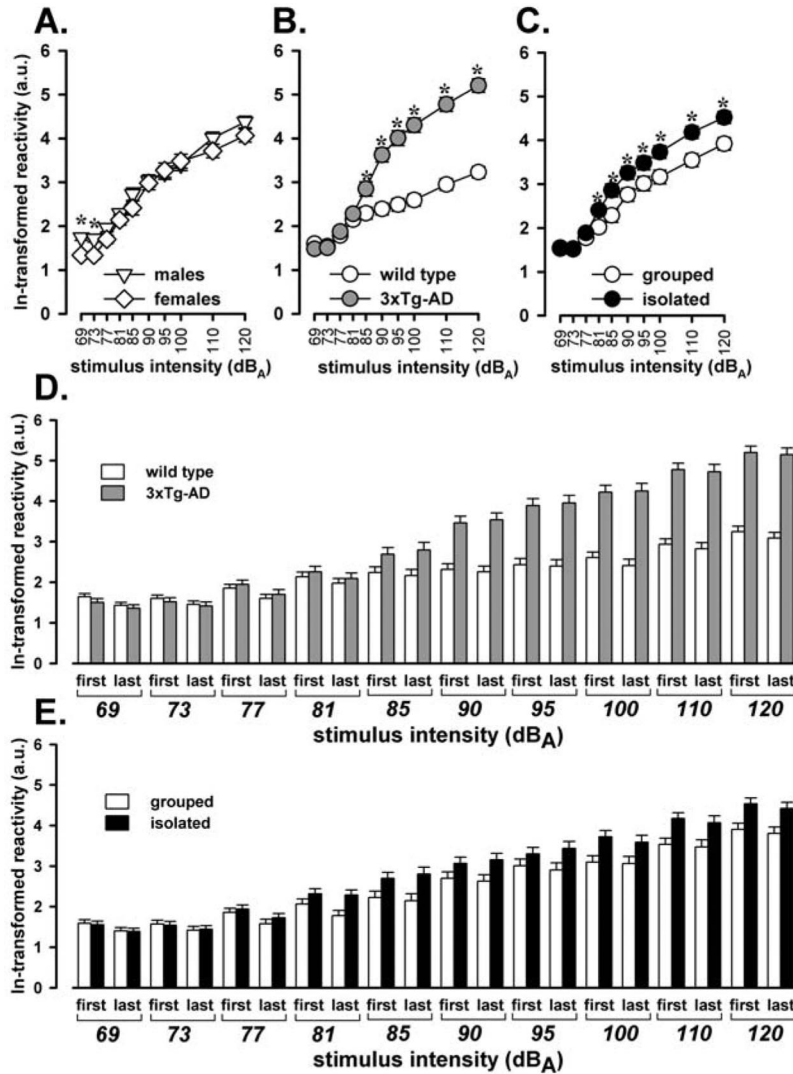 A.
B.
C.
ln-transformed reactivity (a.u.)
6
5
4
3
2
1
0
* *
males
females
69
73
77
81
85
90
95
100
110
120
stimulus intensity (dBA)
6
5
4
3
2
1
0
* * * * * *
wild type
3xTg-AD
69
73
77
81
85
90
95
100
110
120
stimulus intensity (dBA)
6
5
4
3
2
1
0
* * * * * * *
grouped
isolated
69
73
77
81
85
90
95
100
110
120
stimulus intensity (dBA)
D.
ln-transformed reactivity (a.u.)
6
5
4
3
2
1
0
wild type
3xTg-AD
first last first last first last first last first last first last first last first last first last first last
69 73 77 81 85 90 95 100 110 120
stimulus intensity (dBA)
E.
ln-transformed reactivity (a.u.)
6
5
4
3
2
1
0
grouped
isolated
first last first last first last first last first last first last first last first last first last first last
69 73 77 81 85 90 95 100 110 120
stimulus intensity (dBA)